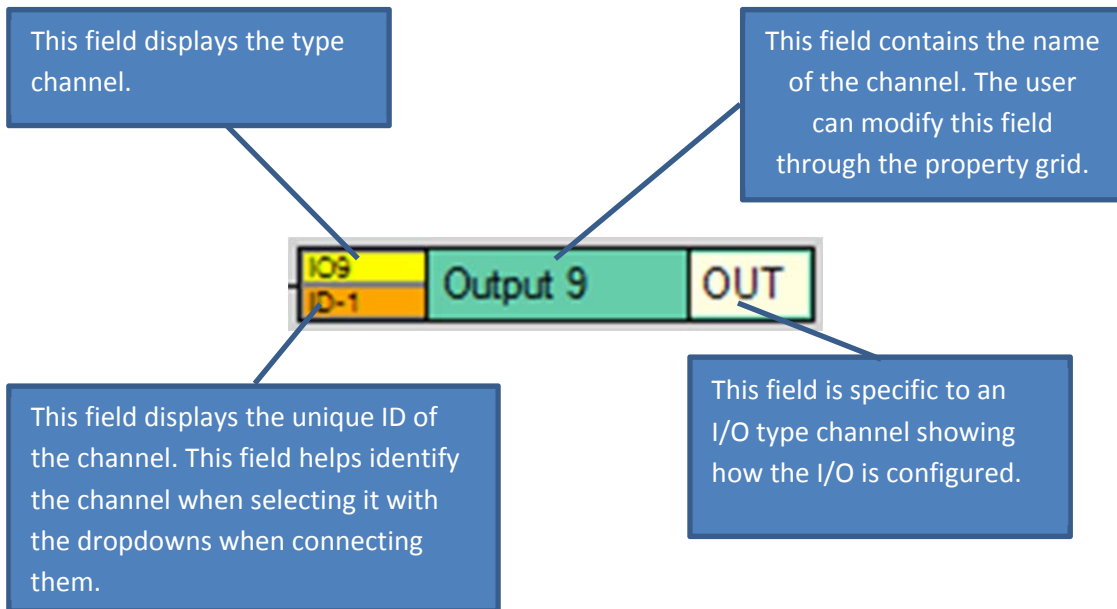 This field displays the type
channel.
This field contains the name
of the channel. The user
can modify this field
through the property grid.
IO9
ID-1
Output 9
OUT
This field displays the unique ID of
the channel. This field helps identify
the channel when selecting it with
the dropdowns when connecting
them.
This field is specific to an
I/O type channel showing
how the I/O is configured.